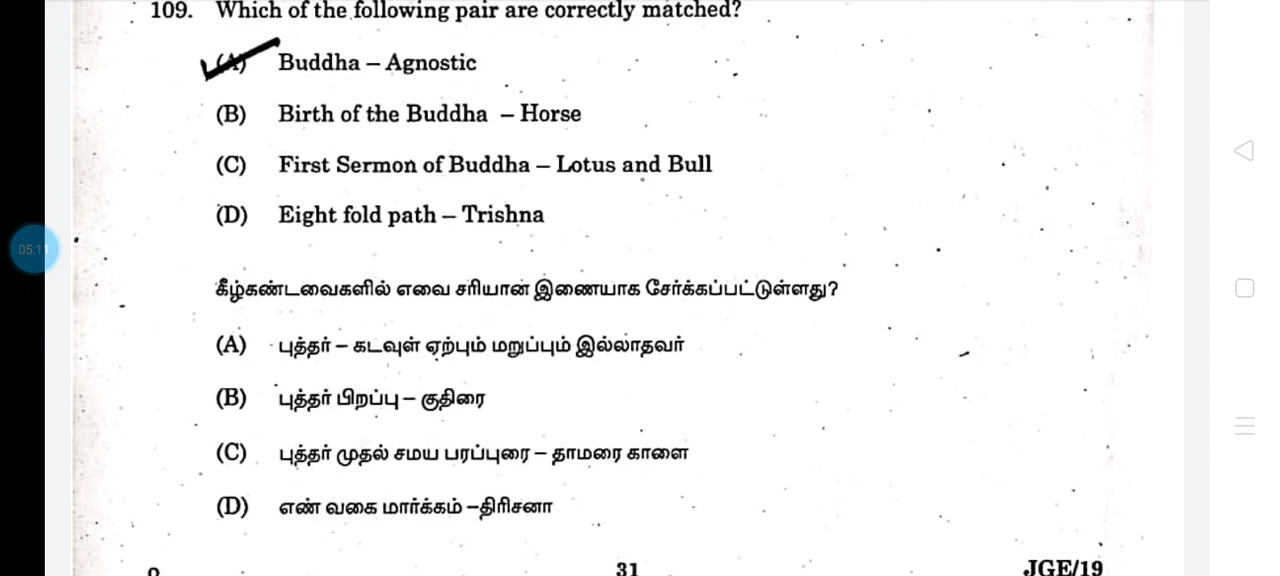 109. Which of the following pair are correctly matched?
(A) Buddha – Agnostic
(B) Birth of the Buddha – Horse
(C) First Sermon of Buddha – Lotus and Bull
(D) Eight fold path – Trishna
கீழ்கண்டவைகளில் எவை சரியான இணையாக சேர்க்கப்பட்டுள்ளது?
(A) புத்தர் – கடவுள் ஏற்பும் மறுப்பும் இல்லாதவர்
(B) புத்தர் பிறப்பு – குதிரை
(C) புத்தர் முதல் சமய பரப்புரை – தாமரை காளை
(D) எண் வகை மார்க்கம் –திரிசனா
31 JGE/19